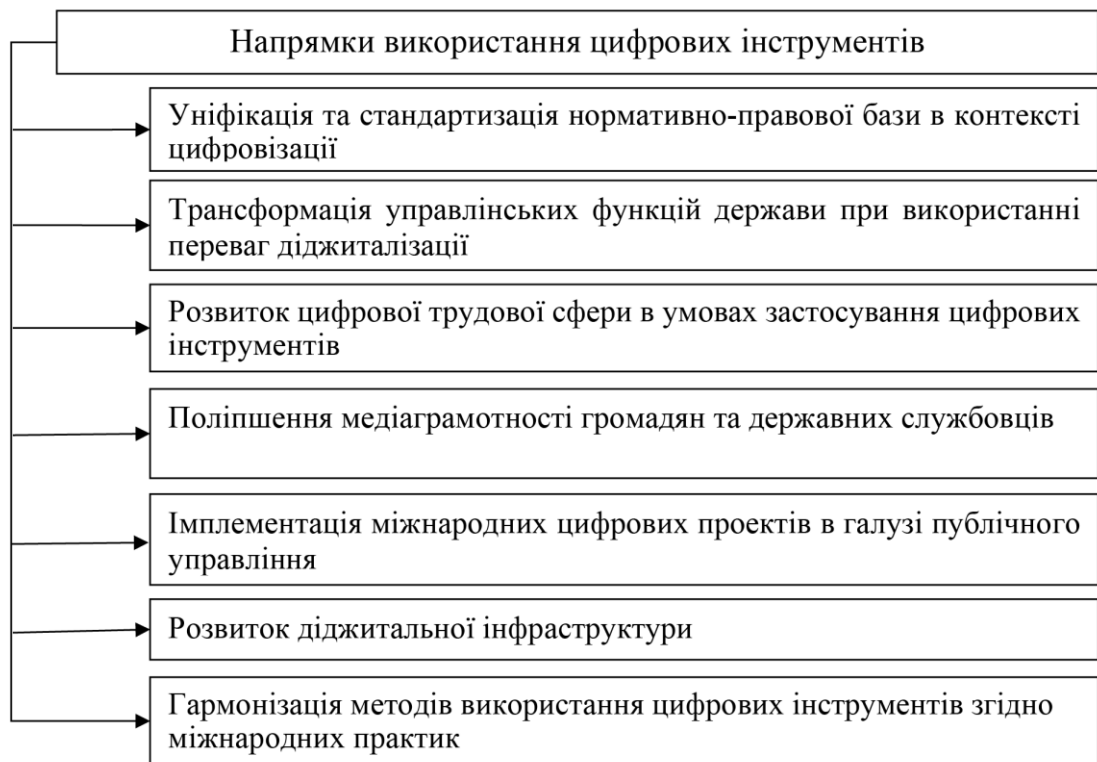 Напрямки використання цифрових інструментів
Уніфікація та стандартизація нормативно-правової бази в контексті
цифровізації
Трансформація управлінських функцій держави при використанні
переваг діджиталізації
Розвиток цифрової трудової сфери в умовах застосування цифрових
інструментів
Поліпшення медіаграмотності громадян та державних службовців
Імплементація міжнародних цифрових проектів в галузі публічного
управління
Розвиток діджитальної інфраструктури
Гармонізація методів використання цифрових інструментів згідно
міжнародних практик